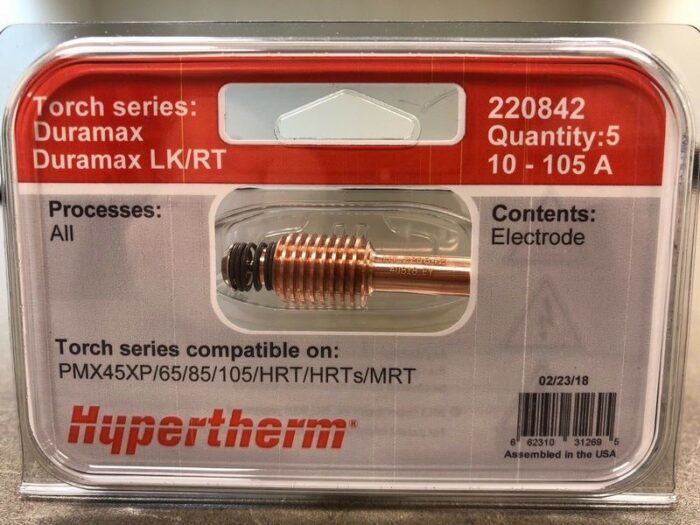 Torch series:
Duramax
Duramax LK/RT
220842
Quantity:5
10 - 105 A
Processes:
All
Contents:
Electrode
Torch series compatible on:
PMX45XP/65/85/105/HRT/HRTs/MRT
Hypertherm®
02/23/18
6 62310 31269 5
Assembled in the USA